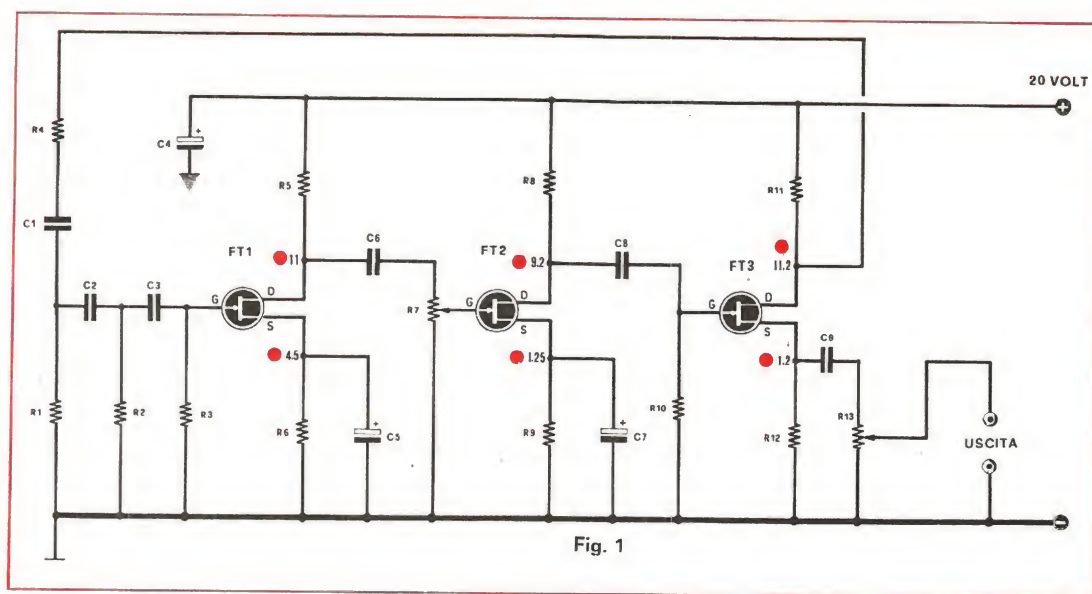 20 VOLT
+
R4
C4
+
R5
R8
R11
C1
FT1
11
C6
FT2
9.2
C8
FT3
11.2
C2
C3
G
D
S
R7
G
D
S
G
D
S
4.5
1.25
1.2
C9
R1
R2
R3
R6
+
C5
R9
+
C7
R10
R12
R13
USCITA
Fig. 1